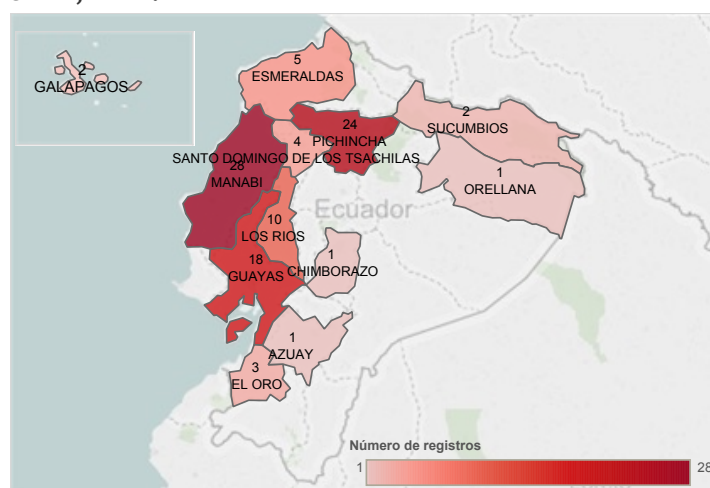 2
GALAPAGOS
5
ESMERALDAS
24
PICHINCHA
2
SUCUMBIOS
4
SANTO DOMINGO DE LOS TSACHILAS
28
MANABI
1
ORELLANA
Ecuador
10
LOS RIOS
18
GUAYAS
1
CHIMBORAZO
1
AZUAY
3
EL ORO
Número de registros
1
28